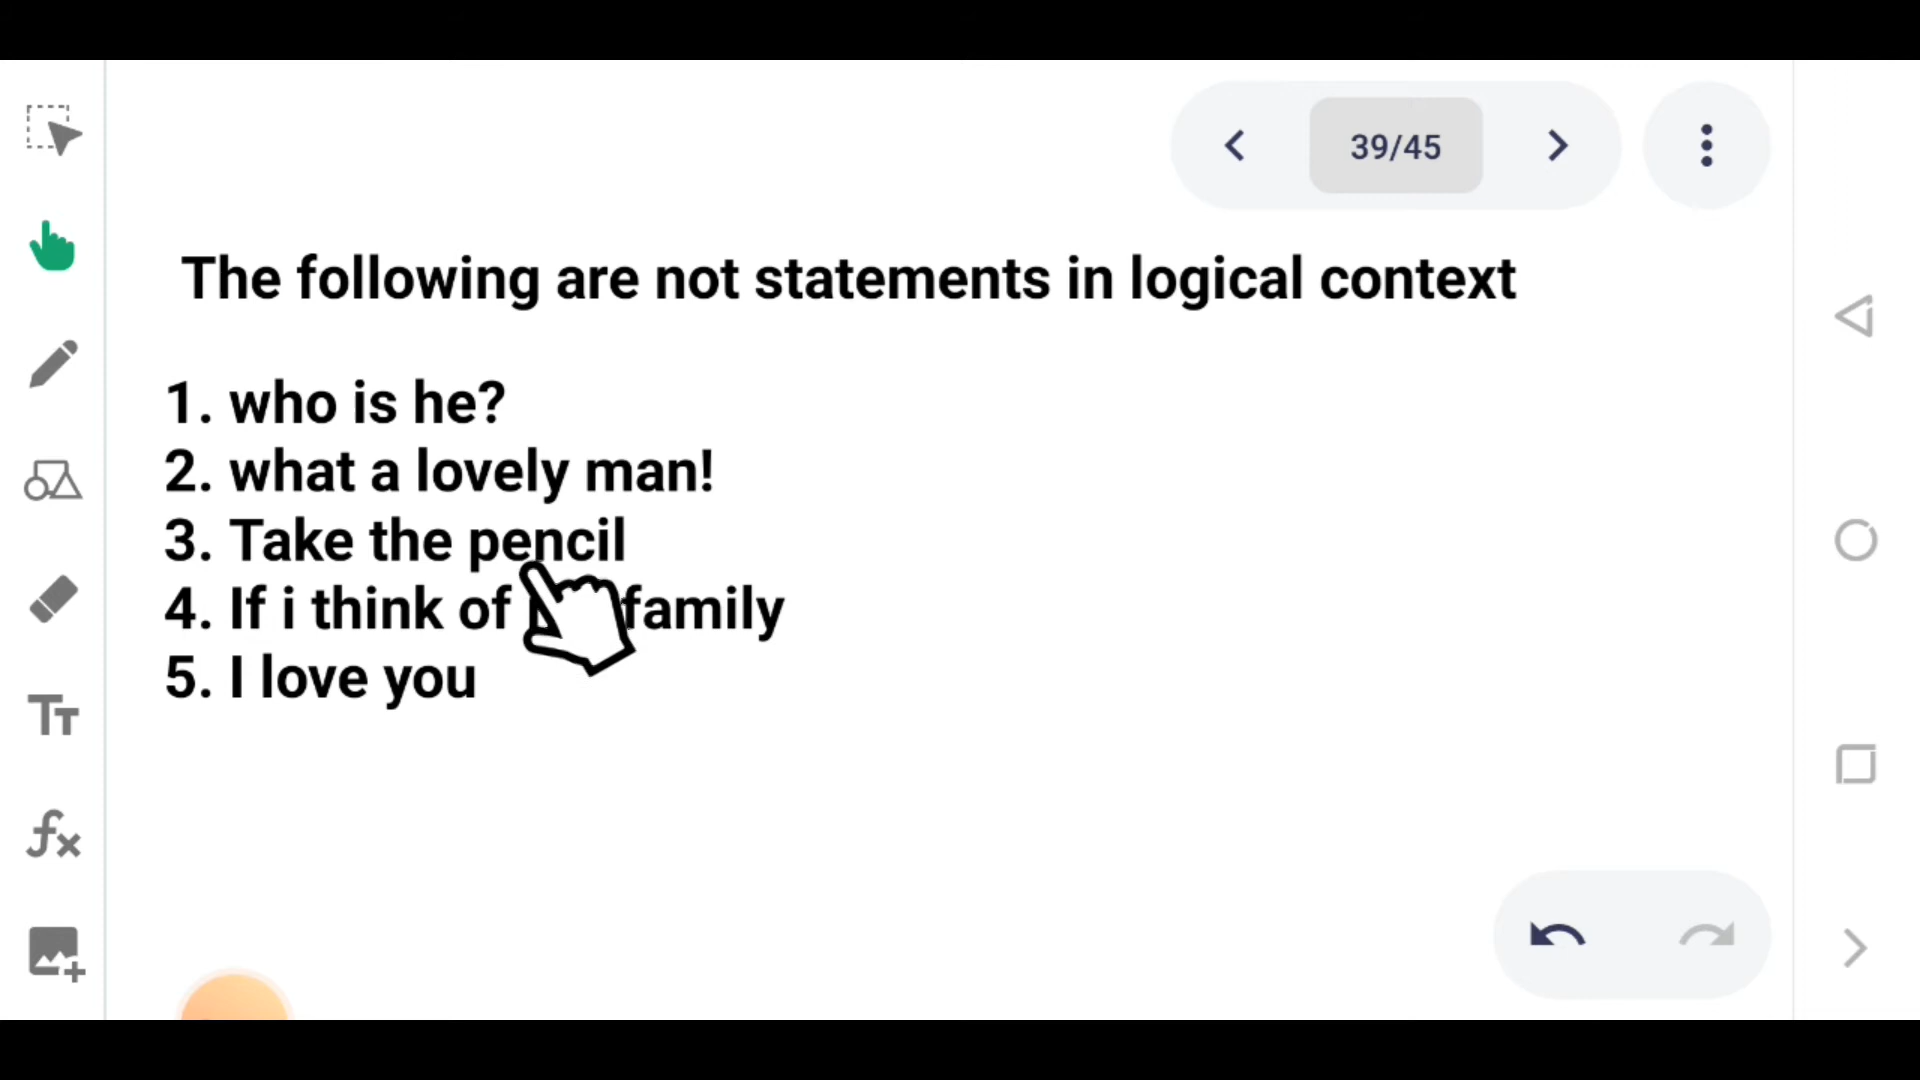 39/45
The following are not statements in logical context
1. who is he?
2. what a lovely man!
3. Take the pencil
4. If i think of family
5. I love you